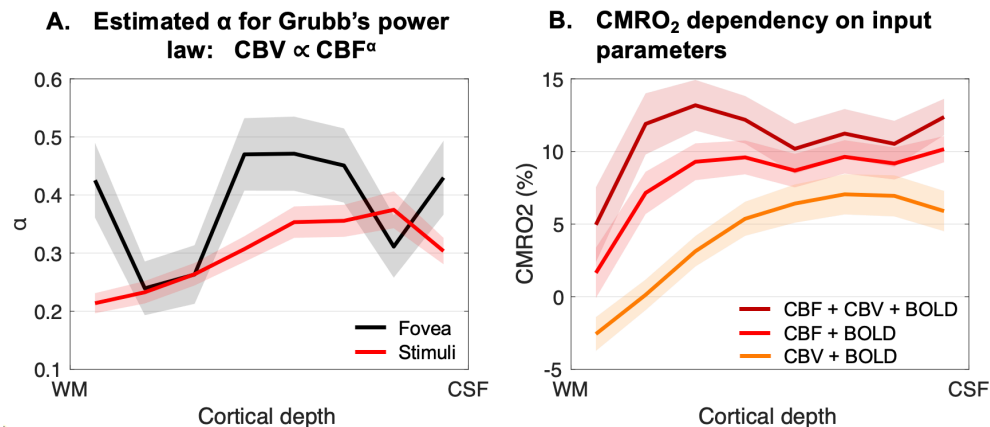 A. Estimated α for Grubb's power
law: CBV ∝ CBFᵅ
0.6
0.5
0.4
0.3
0.2
0.1
α
Fovea
Stimuli
WM
CSF
Cortical depth
B. CMRO₂ dependency on input
parameters
15
10
5
0
-5
CMRO2 (%)
CBF + CBV + BOLD
CBF + BOLD
CBV + BOLD
WM
CSF
Cortical depth